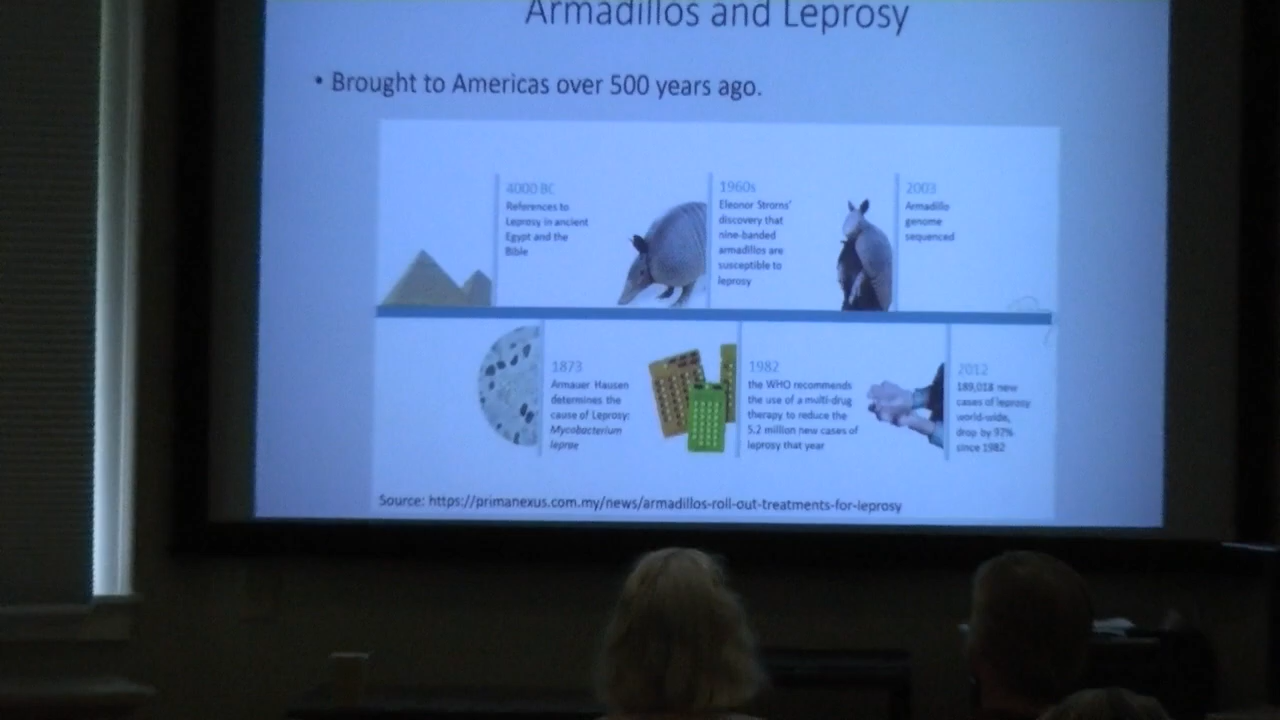 Armadillos and Leprosy
• Brought to Americas over 500 years ago.
4000 BC
References to
Leprosy in ancient
Egypt and the
Bible
1960s
Eleanor Storrs'
discovery that
nine-banded
armadillos are
susceptible to
leprosy
2003
Armadillo
genome
sequenced
1873
Armauer Hansen
determines the
cause of Leprosy:
Mycobacterium
leprae
1982
the WHO recommends
the use of a multi-drug
therapy to reduce the
5.2 million new cases of
leprosy that year
2012
189,018 new
cases of leprosy
world-wide,
drop by 97%
since 1982
Source: https://primanexus.com.my/news/armadillos-roll-out-treatments-for-leprosy